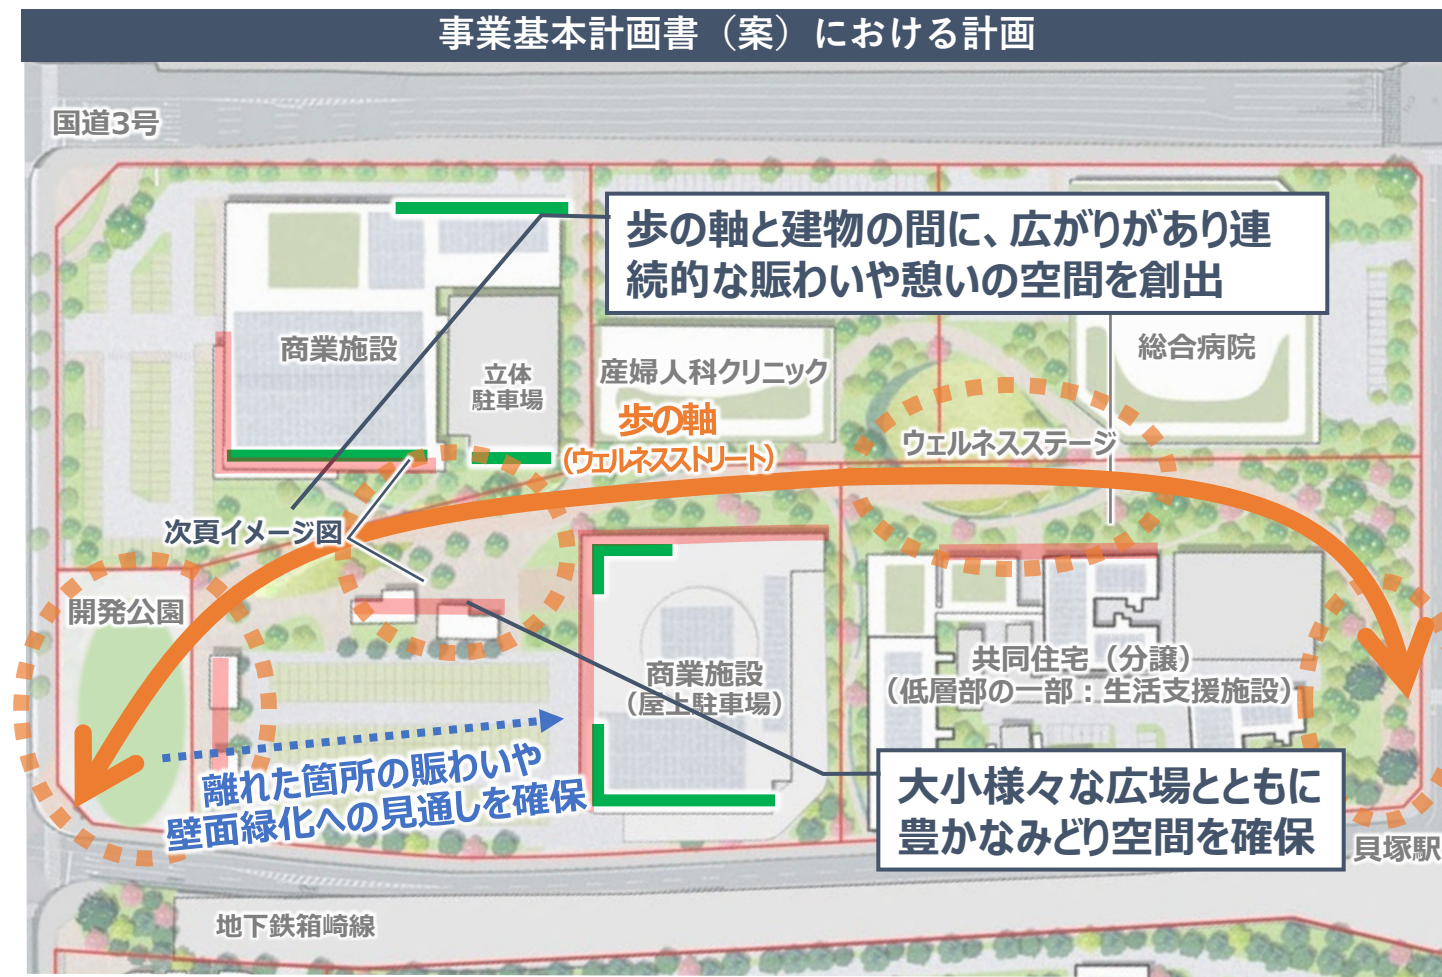 事業基本計画書（案）における計画
国道3号
歩の軸と建物の間に、広がりがあり連
続的な賑わいや憩いの空間を創出
商業施設
立体
駐車場
産婦人科クリニック
総合病院
歩の軸
（ウェルネスストリート）
ウェルネスステージ
次頁イメージ図
開発公園
商業施設
（屋上駐車場）
共同住宅（分譲）
（低層部の一部：生活支援施設）
離れた箇所の賑わいや
壁面緑化への見通しを確保
大小様々な広場とともに
豊かなみどり空間を確保
貝塚駅
地下鉄箱崎線